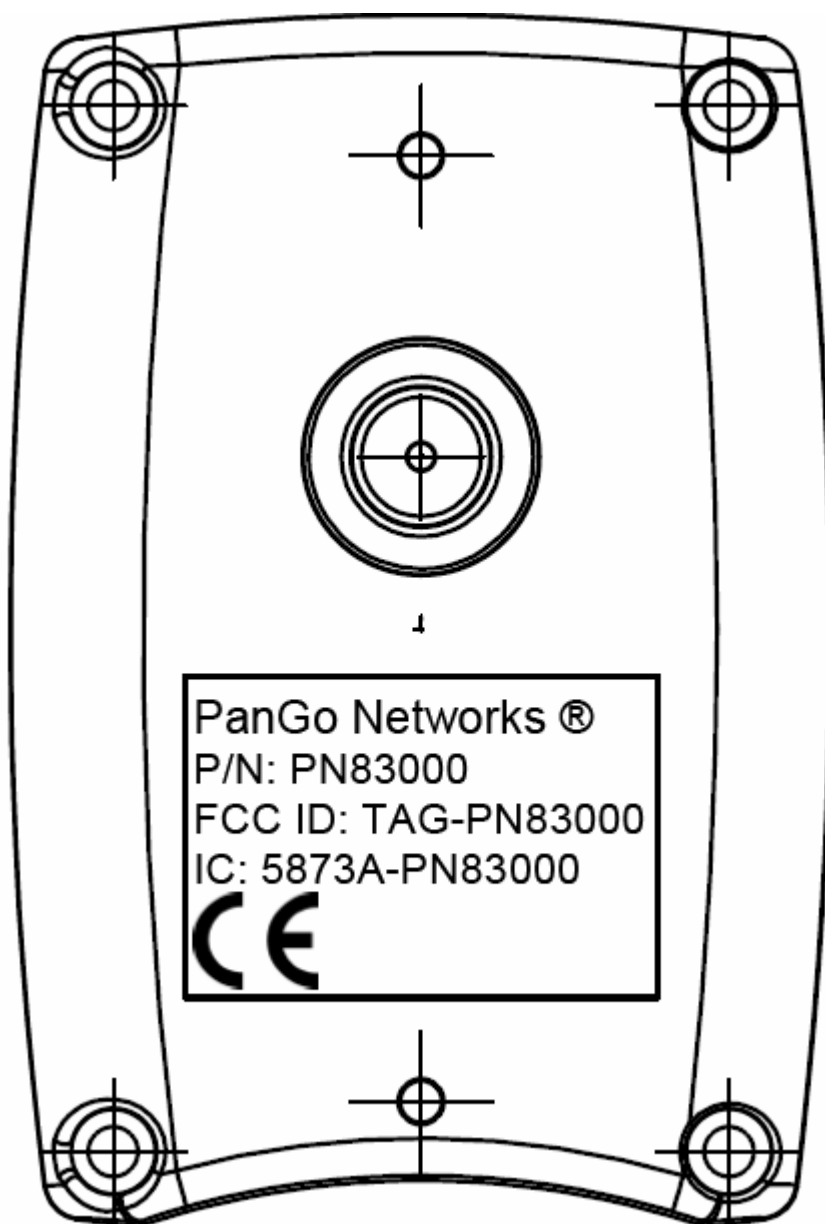 PanGo Networks ®
P/N: PN83000
FCC ID: TAG-PN83000
IC: 5873A-PN83000
CE